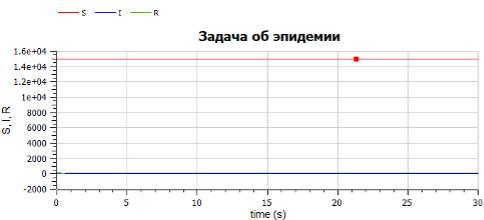 S I R
Задача об эпидемии
1.6e+04
1.4e+04
1.2e+04
1e+04
8000
6000
4000
2000
0
-2000
S, I, R
0 5 10 15 20 25 30
time (s)